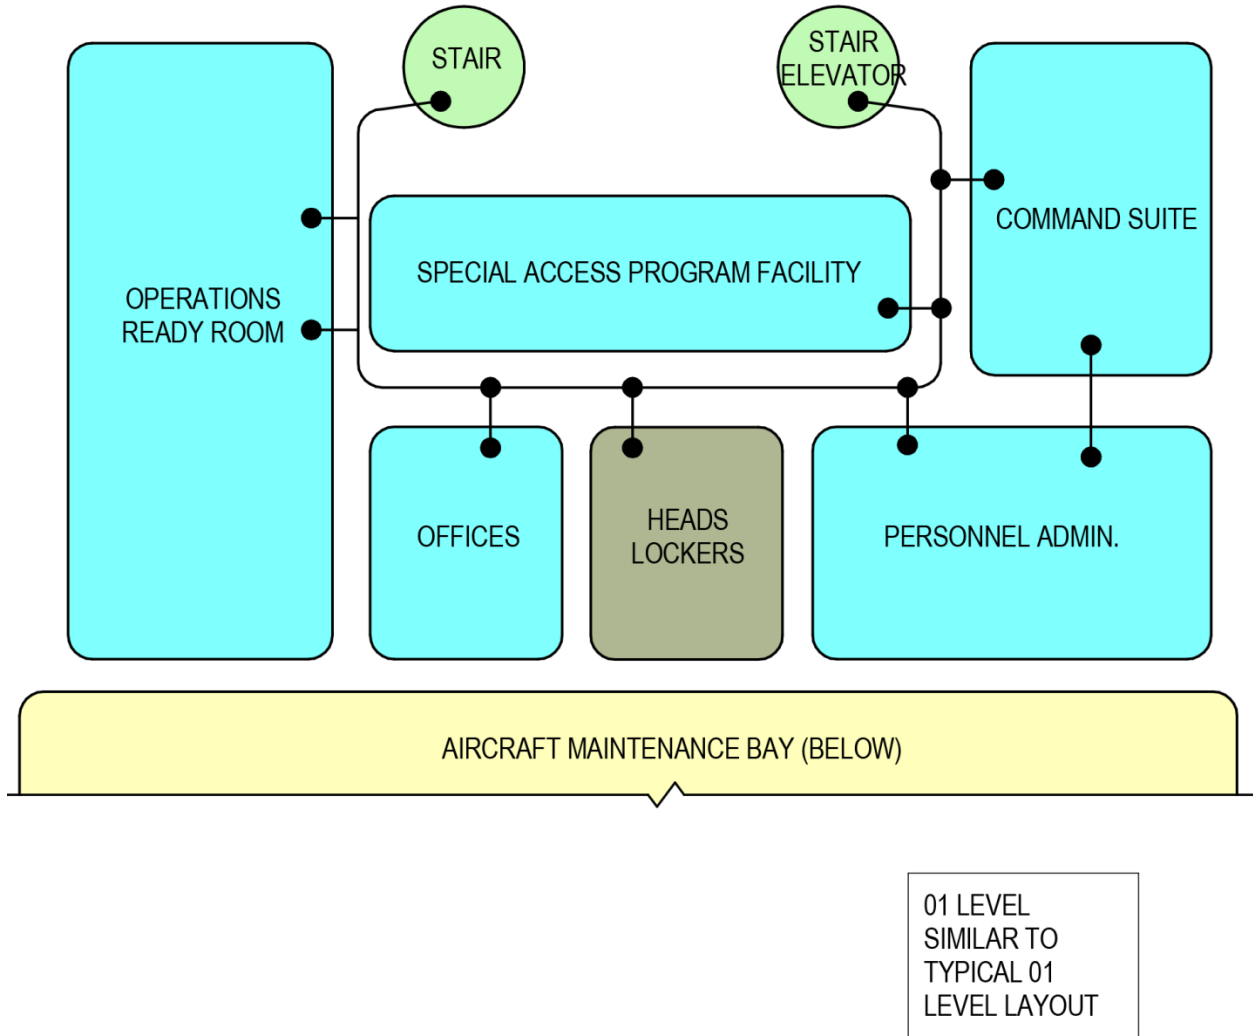 STAIR
STAIR
ELEVATOR
COMMAND SUITE
SPECIAL ACCESS PROGRAM FACILITY
OPERATIONS
READY ROOM
OFFICES
HEADS
LOCKERS
PERSONNEL ADMIN.
AIRCRAFT MAINTENANCE BAY (BELOW)
01 LEVEL
SIMILAR TO
TYPICAL 01
LEVEL LAYOUT